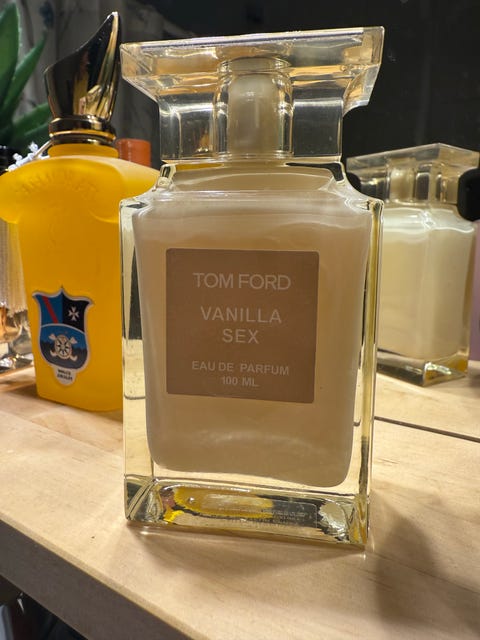 TOM FORD
VANILLA
SEX
EAU DE PARFUM
100 ML